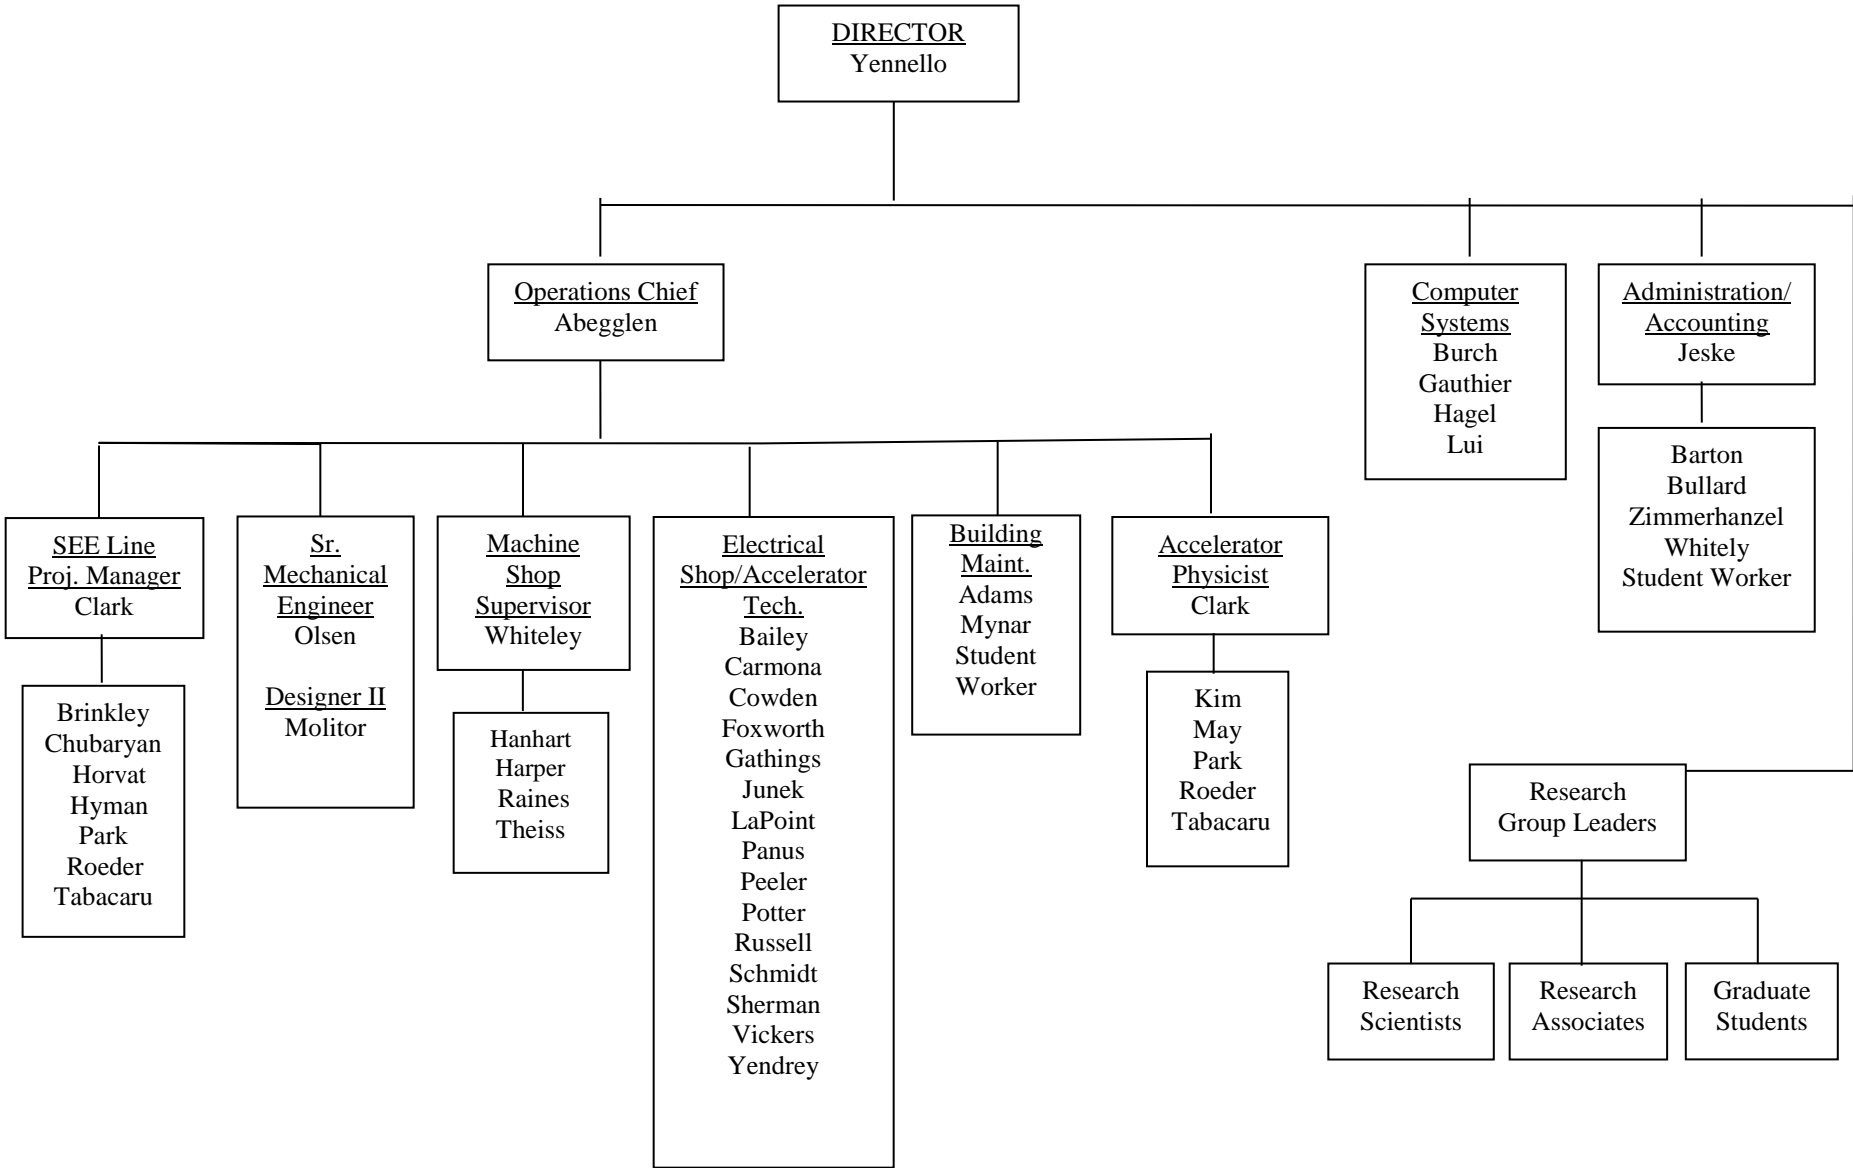 DIRECTOR
Yennello
Operations Chief
Abegglen
Computer
Systems
Burch
Gauthier
Hagel
Lui
Administration/
Accounting
Jeske
Barton
Bullard
Zimmerhanzel
Whitely
Student Worker
SEE Line
Proj. Manager
Clark
Brinkley
Chubaryan
Horvat
Hyman
Park
Roeder
Tabacaru
Sr.
Mechanical
Engineer
Olsen
Designer II
Molitor
Machine
Shop
Supervisor
Whiteley
Hanhart
Harper
Raines
Theiss
Electrical
Shop/Accelerator
Tech.
Bailey
Carmona
Cowden
Foxworth
Gathings
Junek
LaPoint
Panus
Peeler
Potter
Russell
Schmidt
Sherman
Vickers
Yendrey
Building
Maint.
Adams
Mynar
Student
Worker
Accelerator
Physicist
Clark
Kim
May
Park
Roeder
Tabacaru
Research
Group Leaders
Research
Scientists
Research
Associates
Graduate
Students